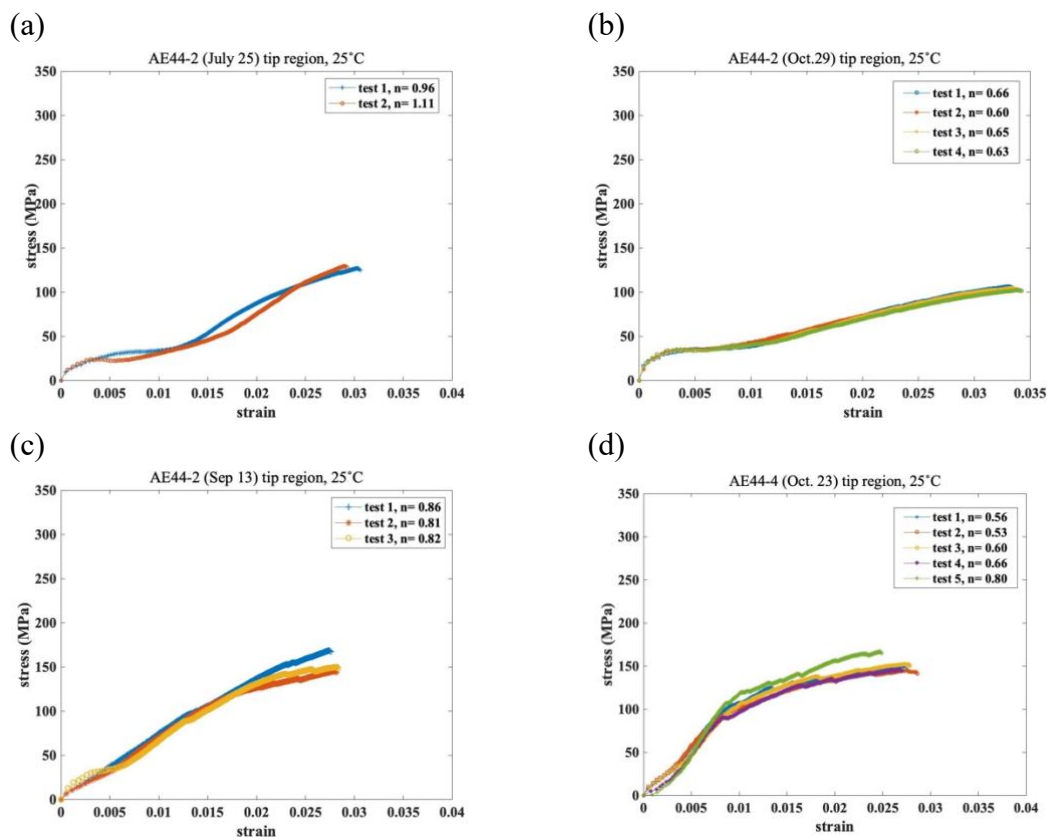 (a)
AE44-2 (July 25) tip region, 25˚C
350
300
250
200
150
100
50
0
stress (MPa)
test 1, n= 0.96
test 2, n= 1.11
0 0.005 0.01 0.015 0.02 0.025 0.03 0.035 0.04
strain
(b)
AE44-2 (Oct.29) tip region, 25˚C
350
300
250
200
150
100
50
0
stress (MPa)
test 1, n= 0.66
test 2, n= 0.60
test 3, n= 0.65
test 4, n= 0.63
0 0.005 0.01 0.015 0.02 0.025 0.03 0.035
strain
(c)
AE44-2 (Sep 13) tip region, 25˚C
350
300
250
200
150
100
50
0
stress (MPa)
test 1, n= 0.86
test 2, n= 0.81
test 3, n= 0.82
0 0.005 0.01 0.015 0.02 0.025 0.03 0.035 0.04
strain
(d)
AE44-4 (Oct. 23) tip region, 25˚C
350
300
250
200
150
100
50
0
stress (MPa)
test 1, n= 0.56
test 2, n= 0.53
test 3, n= 0.60
test 4, n= 0.66
test 5, n= 0.80
0 0.005 0.01 0.015 0.02 0.025 0.03 0.035 0.04
strain